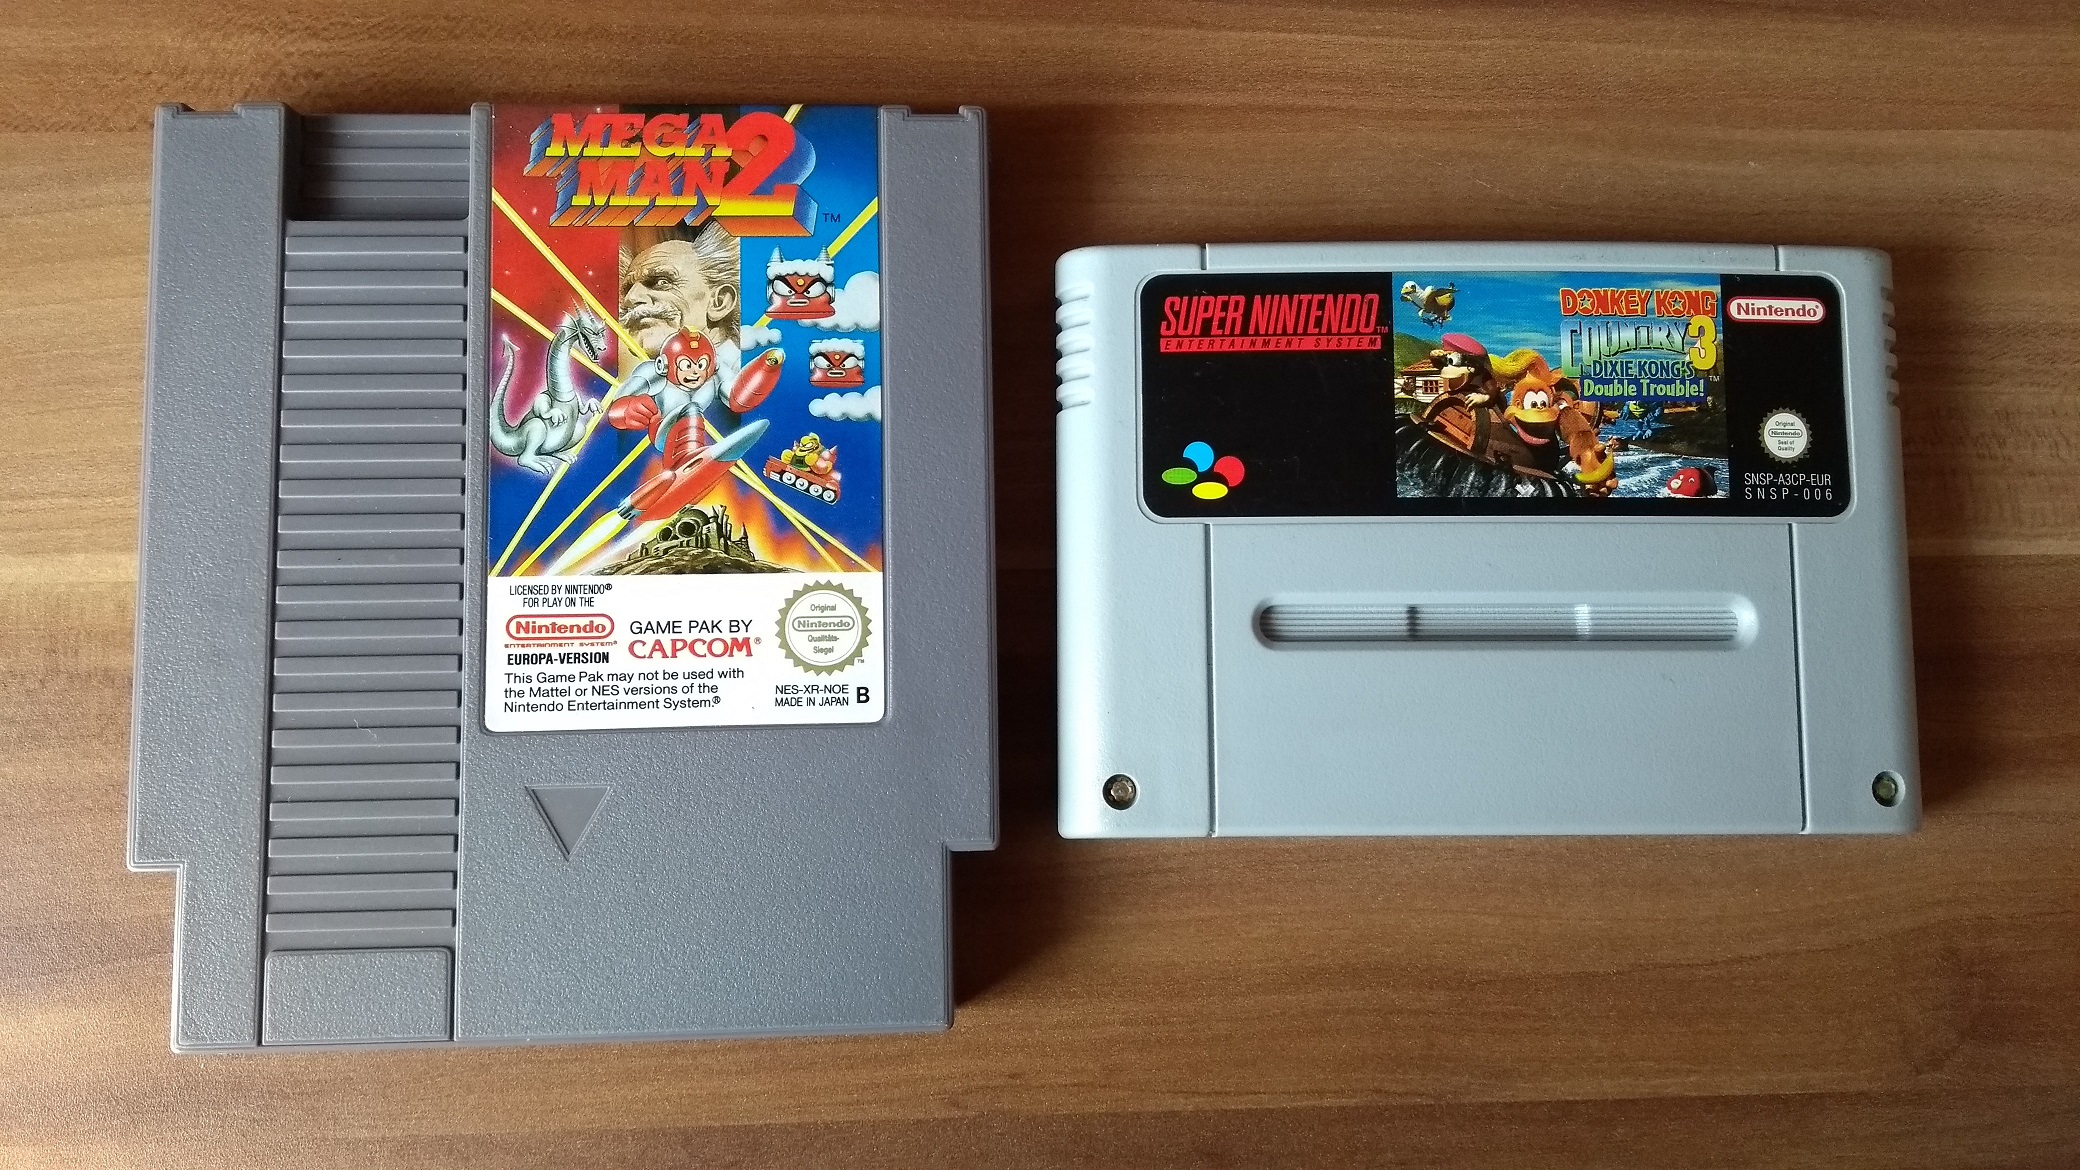 MEGA
MAN 2
TM
LICENSED BY NINTENDO®
FOR PLAY ON THE
Nintendo
ENTERTAINMENT SYSTEM®
EUROPA-VERSION
GAME PAK BY
CAPCOM®
Original
Nintendo
Qualitäts-
Siegel
TM
This Game Pak may not be used with
the Mattel or NES versions of the
Nintendo Entertainment System.®
NES-XR-NOE
MADE IN JAPAN
B
SUPER NINTENDO TM
ENTERTAINMENT SYSTEM
DONKEY KONG
COUNTRY 3
DIXIE KONG'S TM
Double Trouble!
Nintendo®
Original
Nintendo
Seal of
Quality
SNSP-A3CP-EUR
SNSP-006